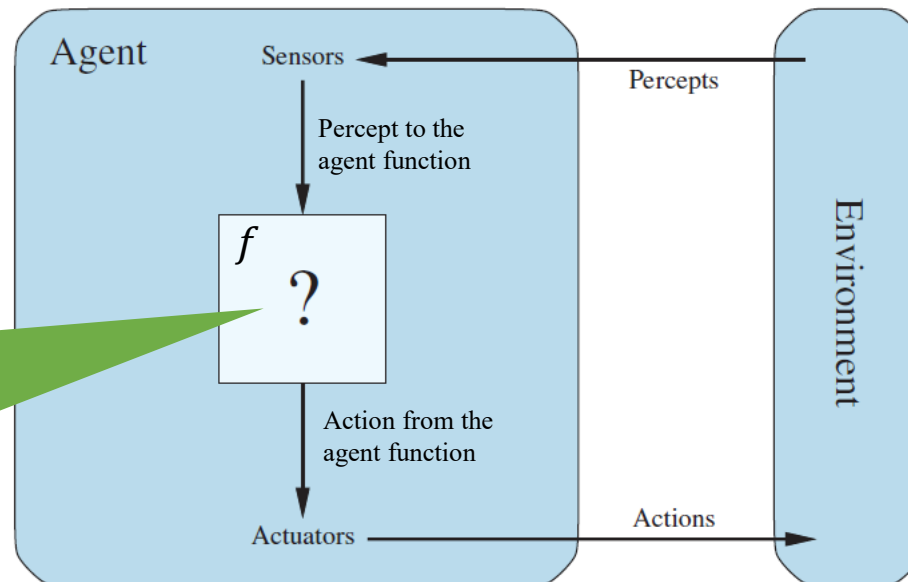 Agent
Sensors
Percepts
Percept to the
agent function
f
?
Environment
Action from the
agent function
Actuators
Actions